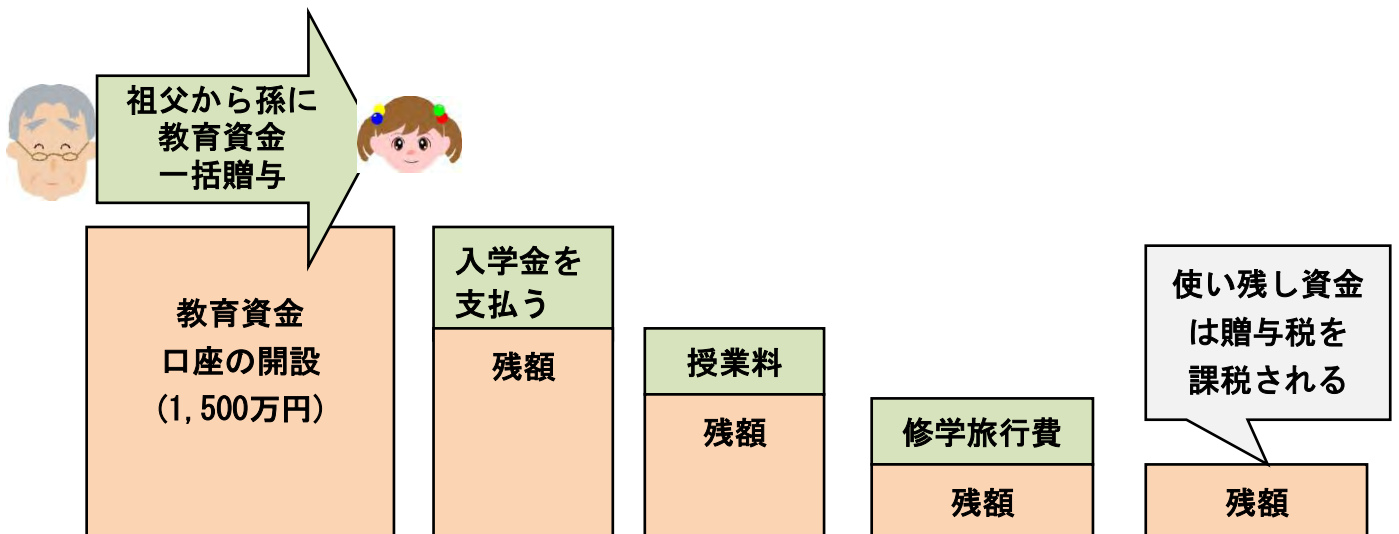 祖父から孫に
教育資金
一括贈与
教育資金
口座の開設
(1,500万円)
入学金を
支払う
残額
授業料
残額
修学旅行費
残額
使い残し資金
は贈与税を
課税される
残額